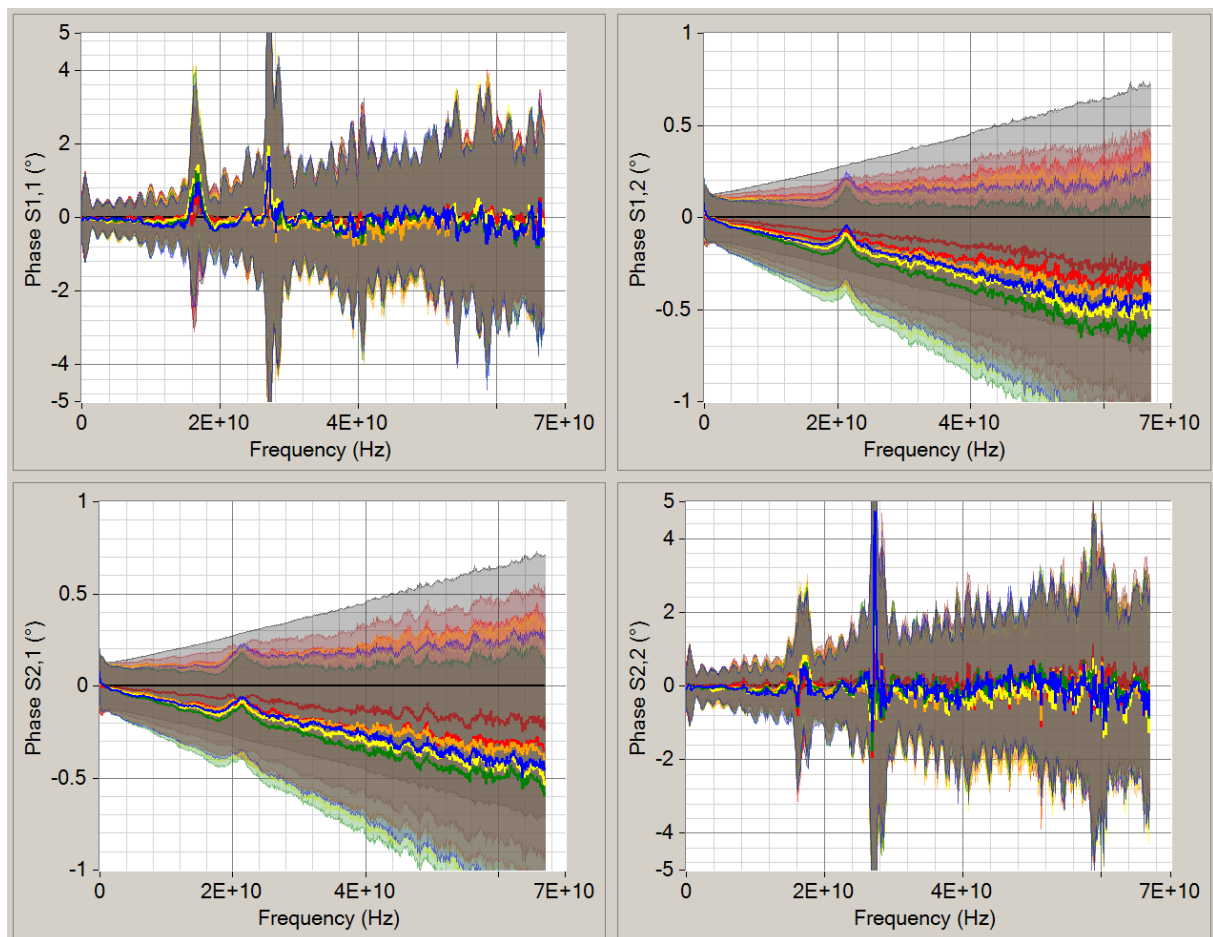 5
4
2
0
-2
-4
-5
Phase S1,1 (°)
0
2E+10
4E+10
7E+10
Frequency (Hz)
1
0.5
0
-0.5
-1
Phase S1,2 (°)
0
2E+10
4E+10
7E+10
Frequency (Hz)
1
0.5
0
-0.5
-1
Phase S2,1 (°)
0
2E+10
4E+10
7E+10
Frequency (Hz)
5
4
2
0
-2
-4
-5
Phase S2,2 (°)
0
2E+10
4E+10
7E+10
Frequency (Hz)